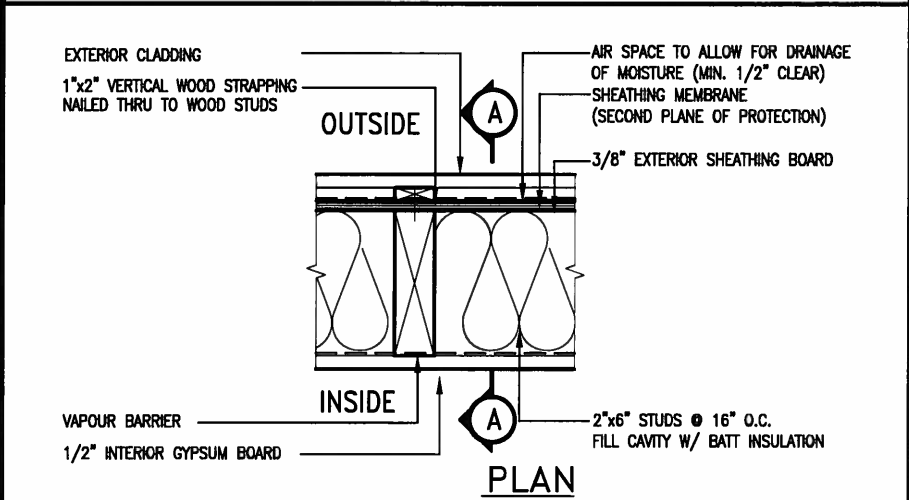 EXTERIOR CLADDING
1"x2" VERTICAL WOOD STRAPPING
NAILED THRU TO WOOD STUDS
OUTSIDE
A
AIR SPACE TO ALLOW FOR DRAINAGE
OF MOISTURE (MIN. 1/2" CLEAR)
SHEATHING MEMBRANE
(SECOND PLANE OF PROTECTION)
3/8" EXTERIOR SHEATHING BOARD
INSIDE
VAPOUR BARRIER
1/2" INTERIOR GYPSUM BOARD
A
2"x6" STUDS @ 16" O.C.
FILL CAVITY W/ BATT INSULATION
PLAN